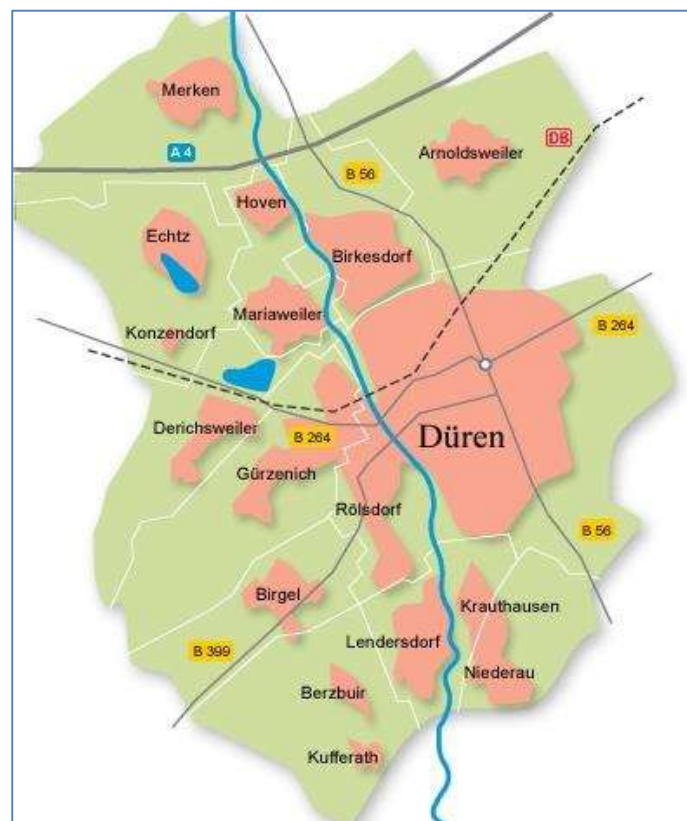 Merken
A 4
DB
Arnoldsweiler
B 56
Hoven
Echtz
Birkesdorf
Mariaweiler
Konzendorf
B 264
Derichsweiler
B 264
Düren
Gürzenich
Rölsdorf
B 56
Birgel
Krauthausen
Lendersdorf
B 399
Niederau
Berzbuir
Kufferath